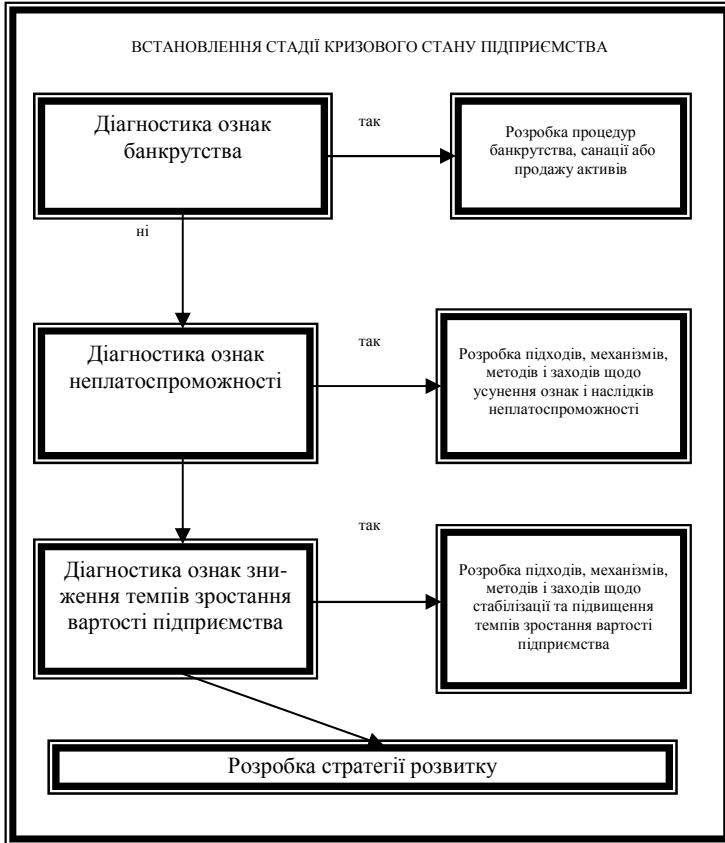 ВСТАНОВЛЕННЯ СТАДІЇ КРИЗОВОГО СТАНУ ПІДПРИЄМСТВА
Діагностика ознак
банкрутства
так
Розробка процедур
банкрутства, санації або
продажу активів
ні
Діагностика ознак
неплатоспроможності
так
Розробка підходів, механізмів,
методів і заходів щодо
усунення ознак і наслідків
неплатоспроможності
Діагностика ознак зни-
ження темпів зростання
вартості підприємства
так
Розробка підходів, механізмів,
методів і заходів щодо
стабілізації та підвищення
темпів зростання вартості
підприємства
Розробка стратегії розвитку